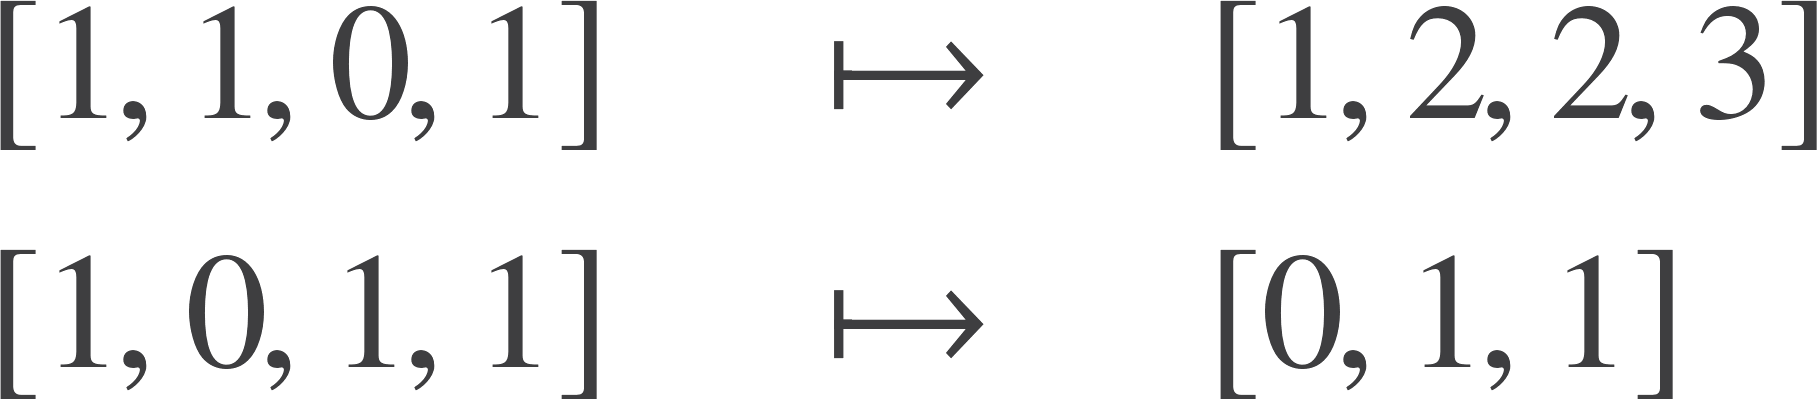 [1, 1, 0, 1] ↦ [1, 2, 2, 3]
[1, 0, 1, 1] ↦ [0, 1, 1]